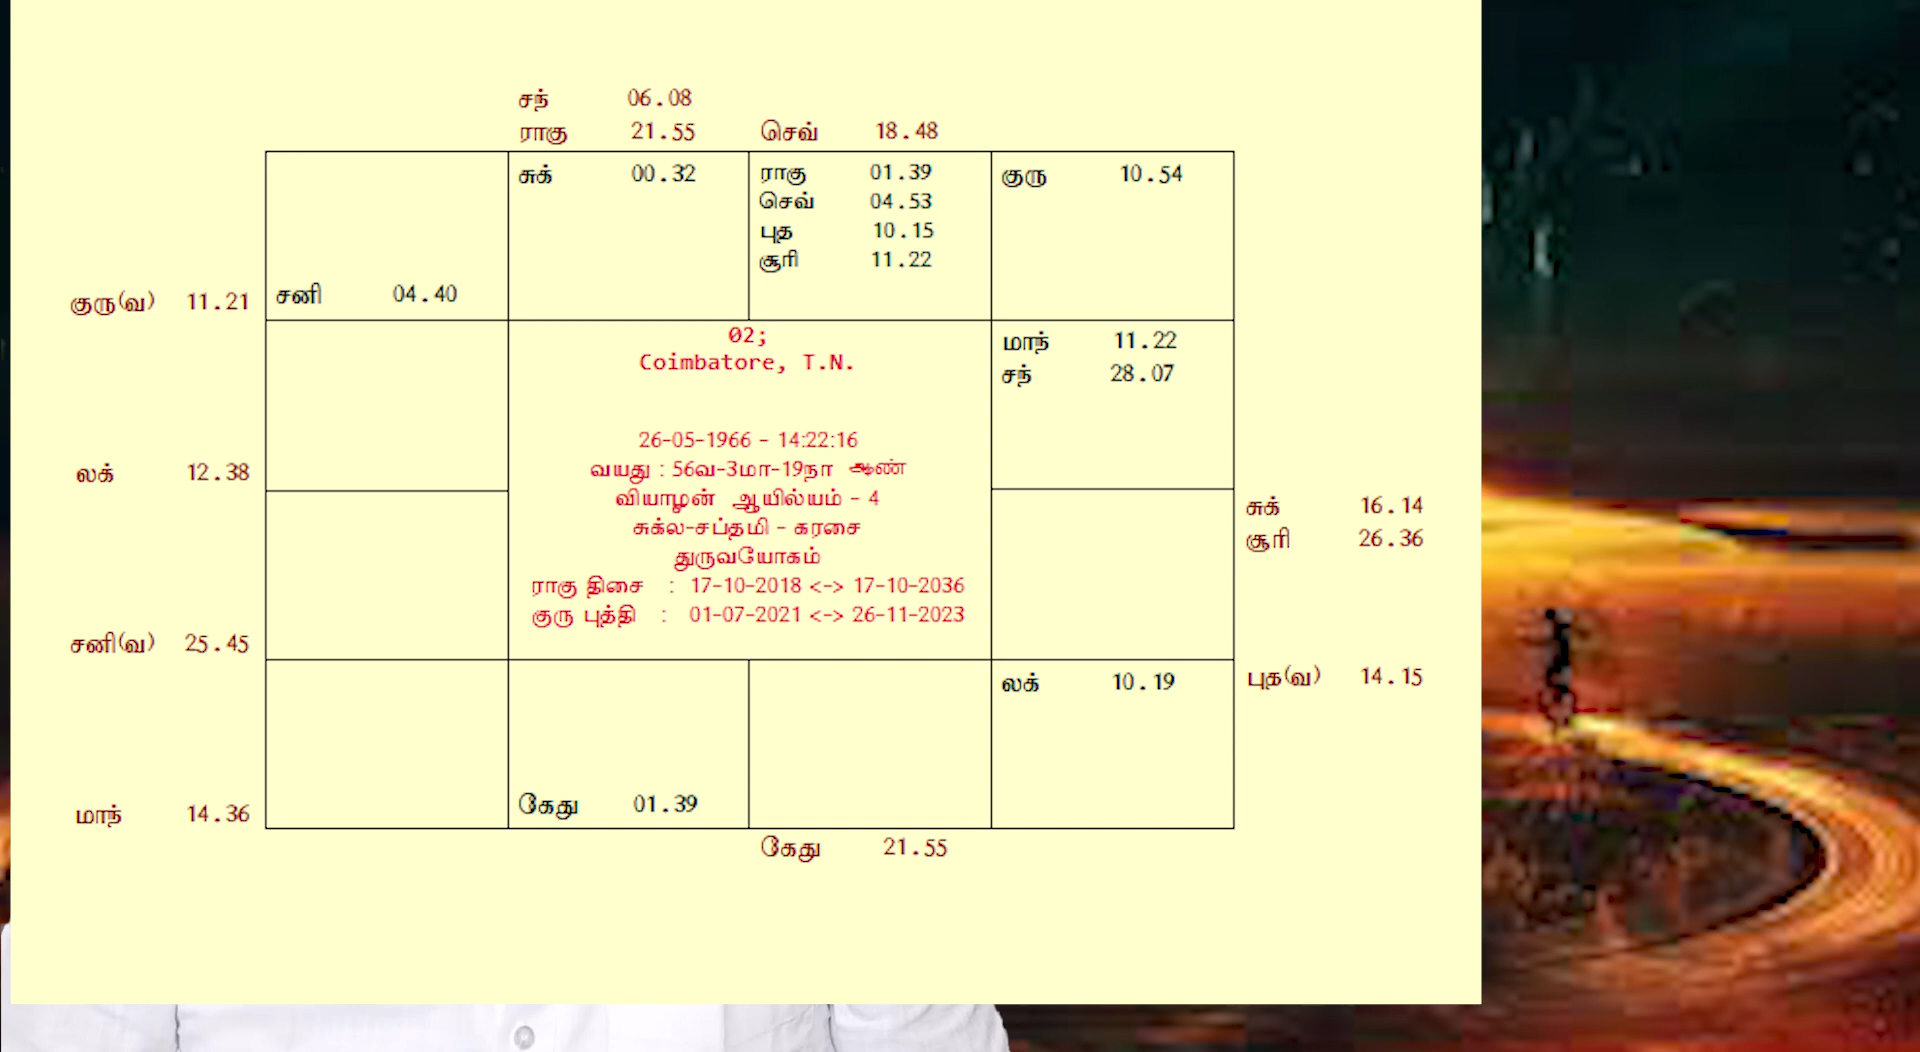 சந் 06.08
ராகு 21.55 செவ் 18.48
சுக் 00.32 ராகு 01.39 குரு 10.54
செவ் 04.53
புத 10.15
சூரி 11.22
குரு(வ) 11.21 சனி 04.40
02;
Coimbatore, T.N.
மாந் 11.22
சந் 28.07
26-05-1966 - 14:22:16
வயது : 56வ-3மா-19நா ஆண்
லக் 12.38
வியாழன் ஆயில்யம் - 4
சுக்ல-சப்தமி - கரசை
துருவயோகம்
சுக் 16.14
சூரி 26.36
ராகு திசை : 17-10-2018 <-> 17-10-2036
குரு புத்தி : 01-07-2021 <-> 26-11-2023
சனி(வ) 25.45
லக் 10.19 புத(வ) 14.15
மாந் 14.36 கேது 01.39
கேது 21.55